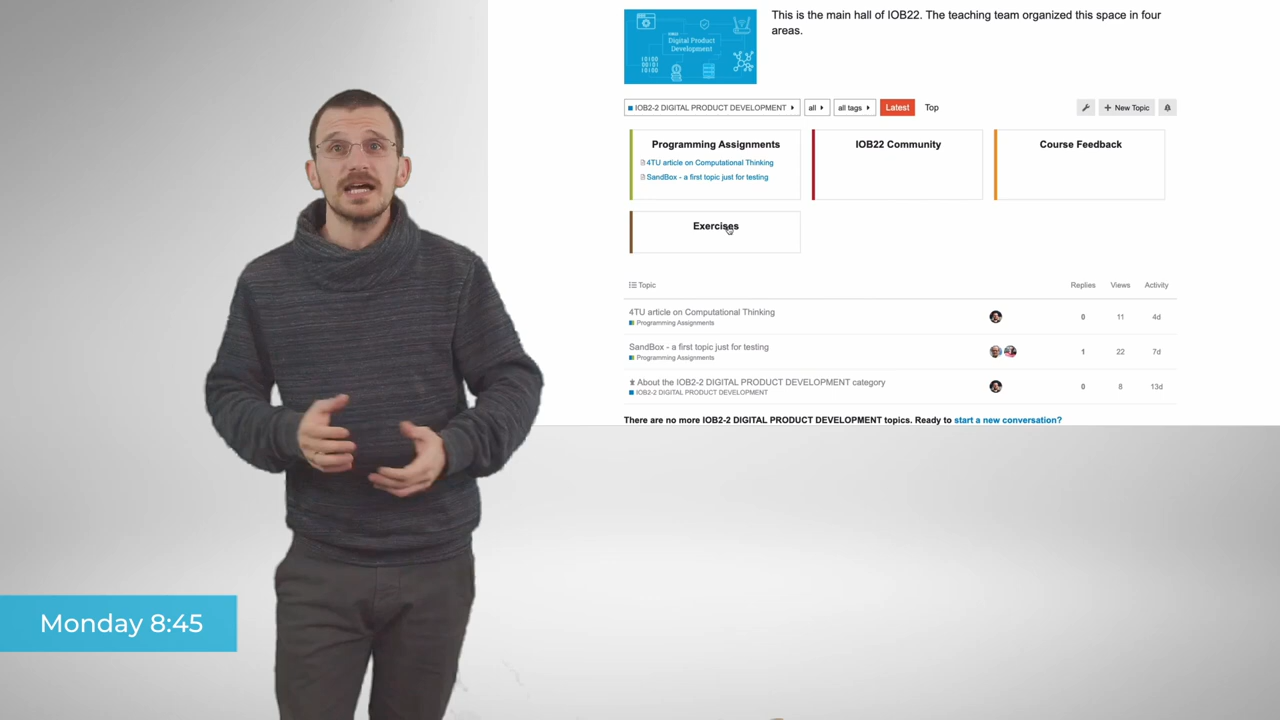 This is the main hall of IOB22. The teaching team organized this space in four
areas.
Digital Product
Development
10100
IOB2-2 DIGITAL PRODUCT DEVELOPMENT
all
all tags
Latest
Top
+ New Topic
Programming Assignments
4TU article on Computational Thinking
SandBox - a first topic just for testing
IOB22 Community
Course Feedback
Exercises
Topic
Replies
Views
Activity
4TU article on Computational Thinking
Programming Assignments
0
11
4d
SandBox - a first topic just for testing
Programming Assignments
1
22
7d
About the IOB2-2 DIGITAL PRODUCT DEVELOPMENT category
IOB2-2 DIGITAL PRODUCT DEVELOPMENT
0
8
13d
There are no more IOB2-2 DIGITAL PRODUCT DEVELOPMENT topics. Ready to start a new conversation?
Monday 8:45